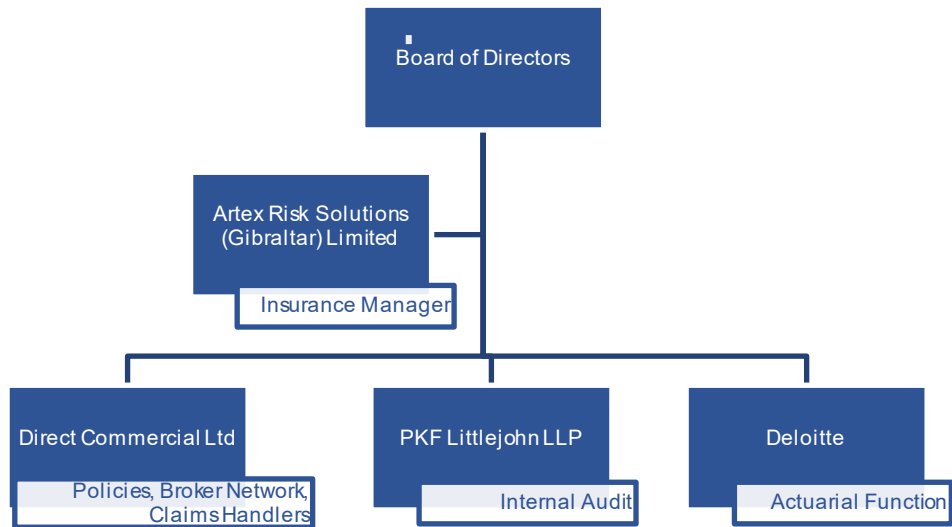 Board of Directors
Artex Risk Solutions
(Gibraltar) Limited
Insurance Manager
Direct Commercial Ltd
Policies, Broker Network,
Claims Handlers
PKF Littlejohn LLP
Internal Audit
Deloitte
Actuarial Function